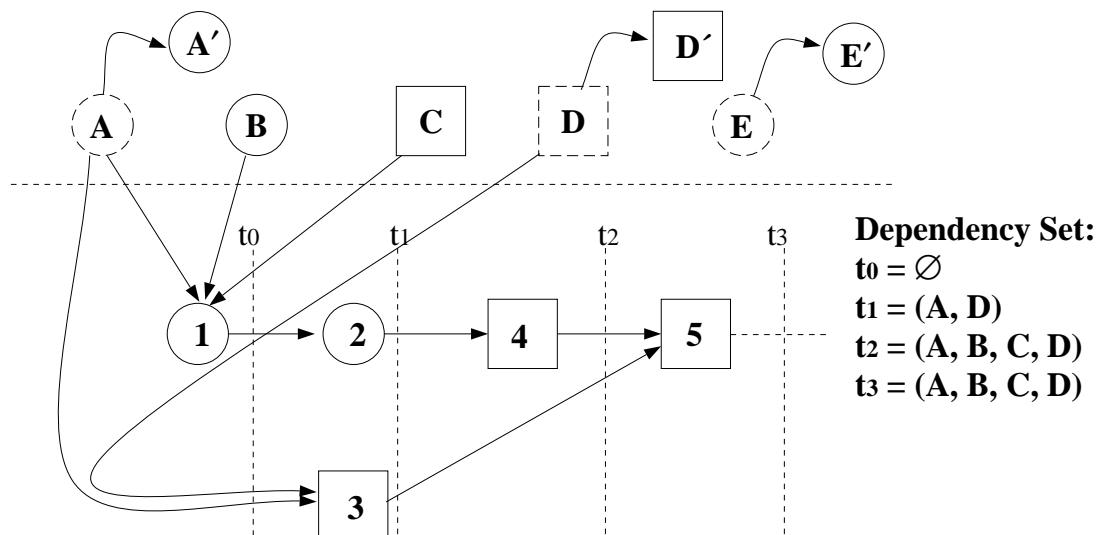 A′
D′
E′
A
B
C
D
E
t0
t1
t2
t3
Dependency Set:
t0 = ∅
t1 = (A, D)
t2 = (A, B, C, D)
t3 = (A, B, C, D)
1
2
4
5
3